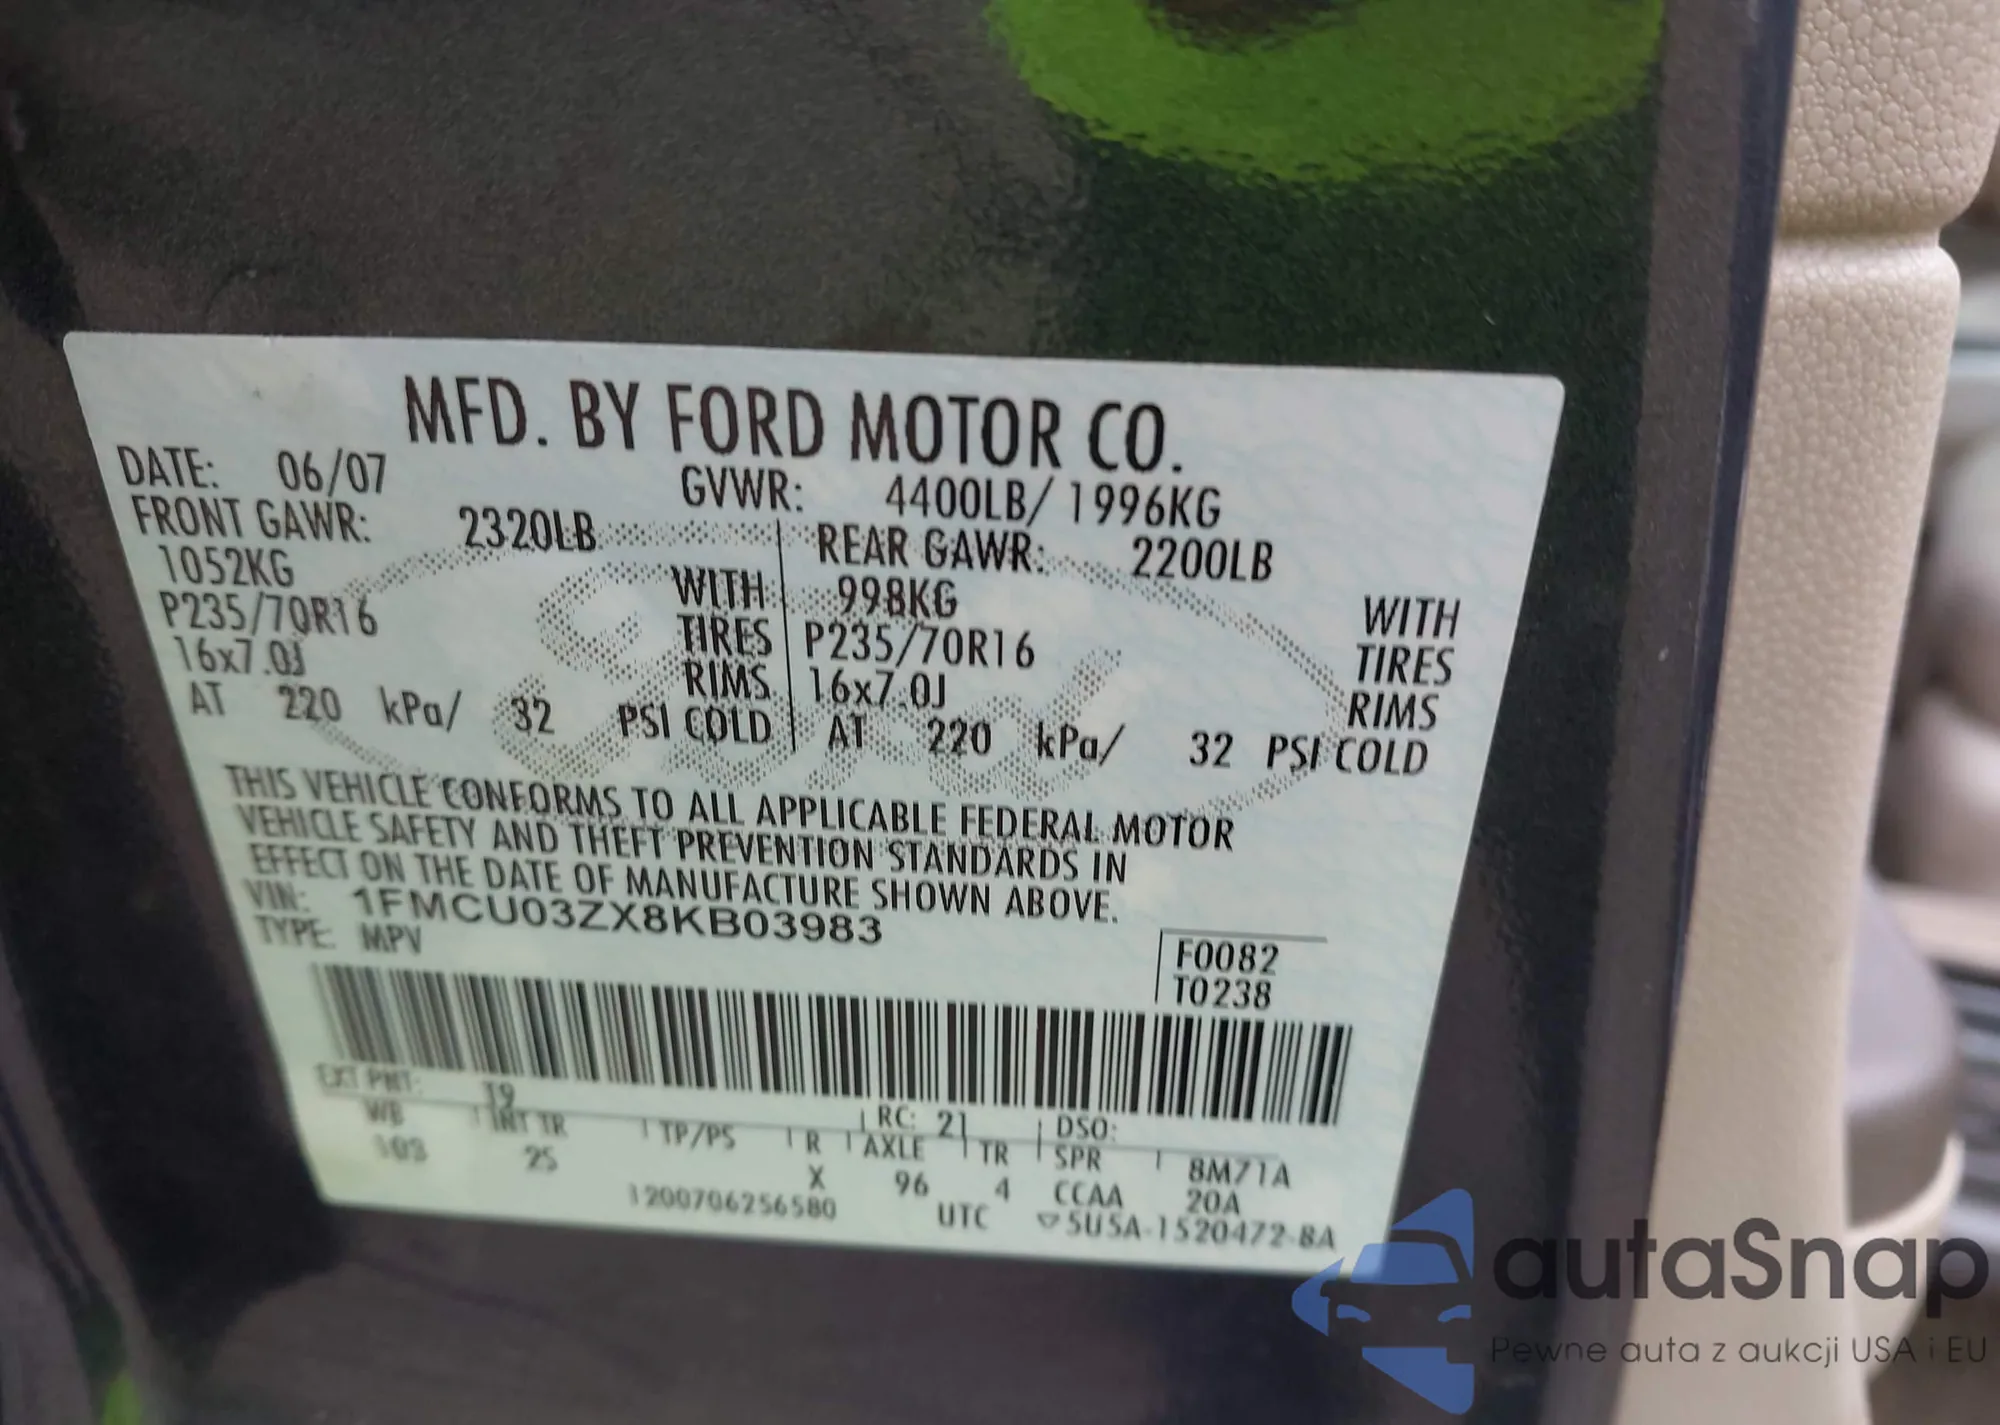 MFD. BY FORD MOTOR CO.
DATE: 06/07 GVWR: 4400LB/ 1996KG
FRONT GAWR: 2320LB REAR GAWR: 2200LB
1052KG WITH 998KG WITH
P235/70R16 TIRES P235/70R16 TIRES
16x7.0J RIMS 16x7.0J RIMS
AT 220 kPa/ 32 PSI COLD AT 220 kPa/ 32 PSI COLD
THIS VEHICLE CONFORMS TO ALL APPLICABLE FEDERAL MOTOR
VEHICLE SAFETY AND THEFT PREVENTION STANDARDS IN
EFFECT ON THE DATE OF MANUFACTURE SHOWN ABOVE.
VIN: 1FMCU03ZX8KB03983
TYPE: MPV
F0082
T0238
EXT PNT: T9 RC: 21 DSO:
WB INT TR TP/PS R AXLE TR SPR 8M71A
103 25 X 96 4 CCAA 20A
1200706256580 UTC ▽5U5A-1520472-BA
Ford
autaSnap
Pewne auta z aukcji USA i EU